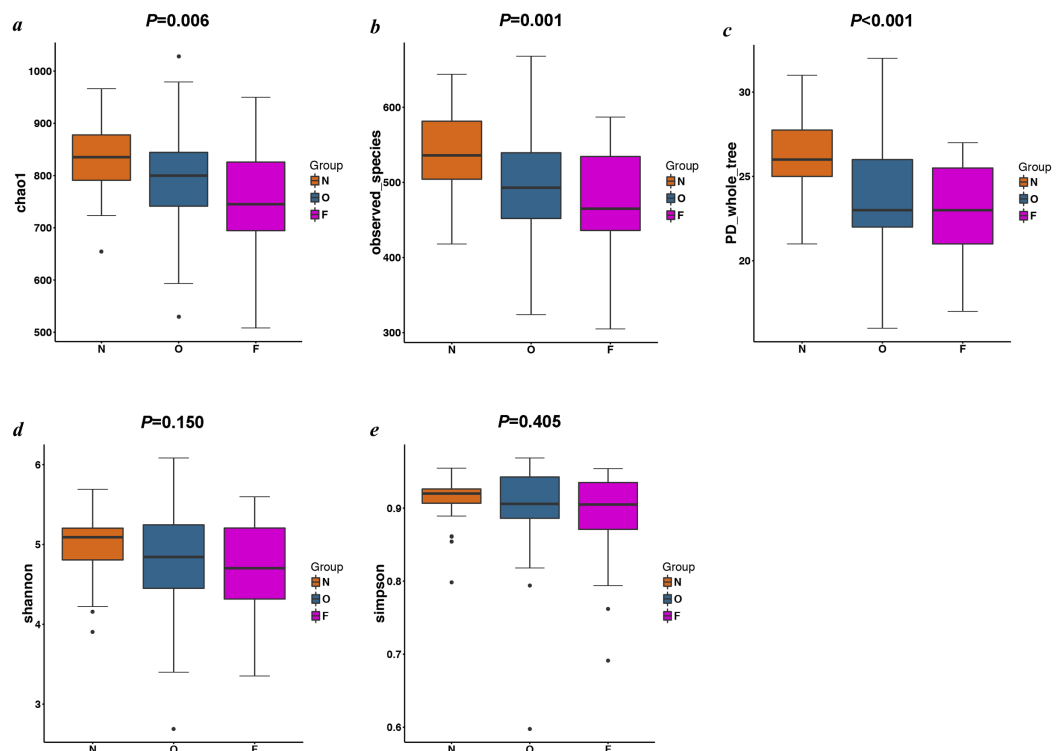 a
P=0.006
chao1
1000
900
800
700
600
500
N
O
F
Group
N
O
F
b
P=0.001
observed_species
600
500
400
300
N
O
F
Group
N
O
F
c
P<0.001
PD_whole_tree
30
25
20
N
O
F
Group
N
O
F
d
P=0.150
shannon
6
5
4
3
N
O
F
Group
N
O
F
e
P=0.405
simpson
0.9
0.8
0.7
0.6
N
O
F
Group
N
O
F